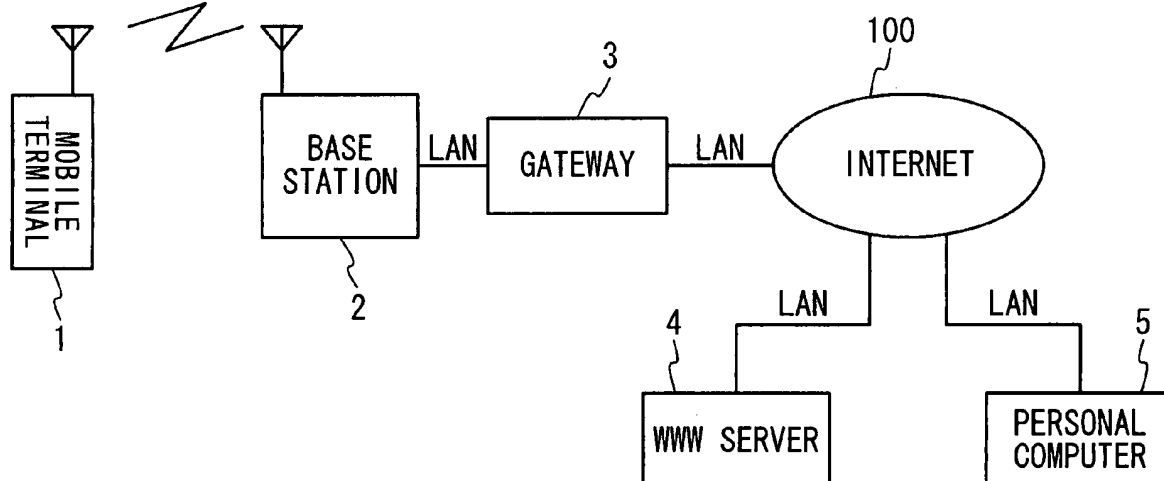 100
3
MOBILE
TERMINAL
BASE
STATION
LAN
GATEWAY
LAN
INTERNET
1
2
LAN
LAN
4
5
WWW SERVER
PERSONAL
COMPUTER